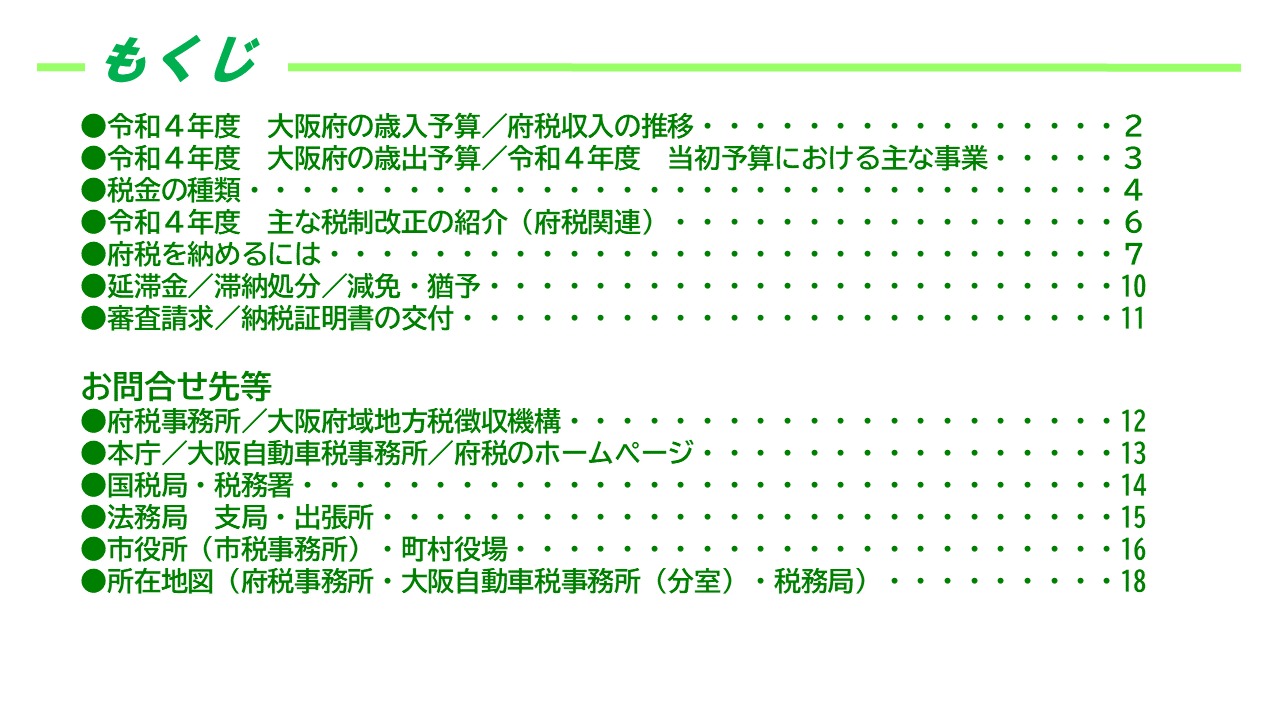 もくじ
●令和４年度　大阪府の歳入予算／府税収入の推移・・・・・・・・・・・・・・・・２
●令和４年度　大阪府の歳出予算／令和４年度　当初予算における主な事業・・・・・３
●税金の種類・・・・・・・・・・・・・・・・・・・・・・・・・・・・・・・・・４
●令和４年度　主な税制改正の紹介（府税関連）・・・・・・・・・・・・・・・・・６
●府税を納めるには・・・・・・・・・・・・・・・・・・・・・・・・・・・・・・７
●延滞金／滞納処分／減免・猶予・・・・・・・・・・・・・・・・・・・・・・・・10
●審査請求／納税証明書の交付・・・・・・・・・・・・・・・・・・・・・・・・・11
お問合せ先等
●府税事務所／大阪府域地方税徴収機構・・・・・・・・・・・・・・・・・・・・・12
●本庁／大阪自動車税事務所／府税のホームページ・・・・・・・・・・・・・・・・13
●国税局・税務署・・・・・・・・・・・・・・・・・・・・・・・・・・・・・・・14
●法務局　支局・出張所・・・・・・・・・・・・・・・・・・・・・・・・・・・・15
●市役所（市税事務所）・町村役場・・・・・・・・・・・・・・・・・・・・・・・16
●所在地図（府税事務所・大阪自動車税事務所（分室）・税務局）・・・・・・・・・18